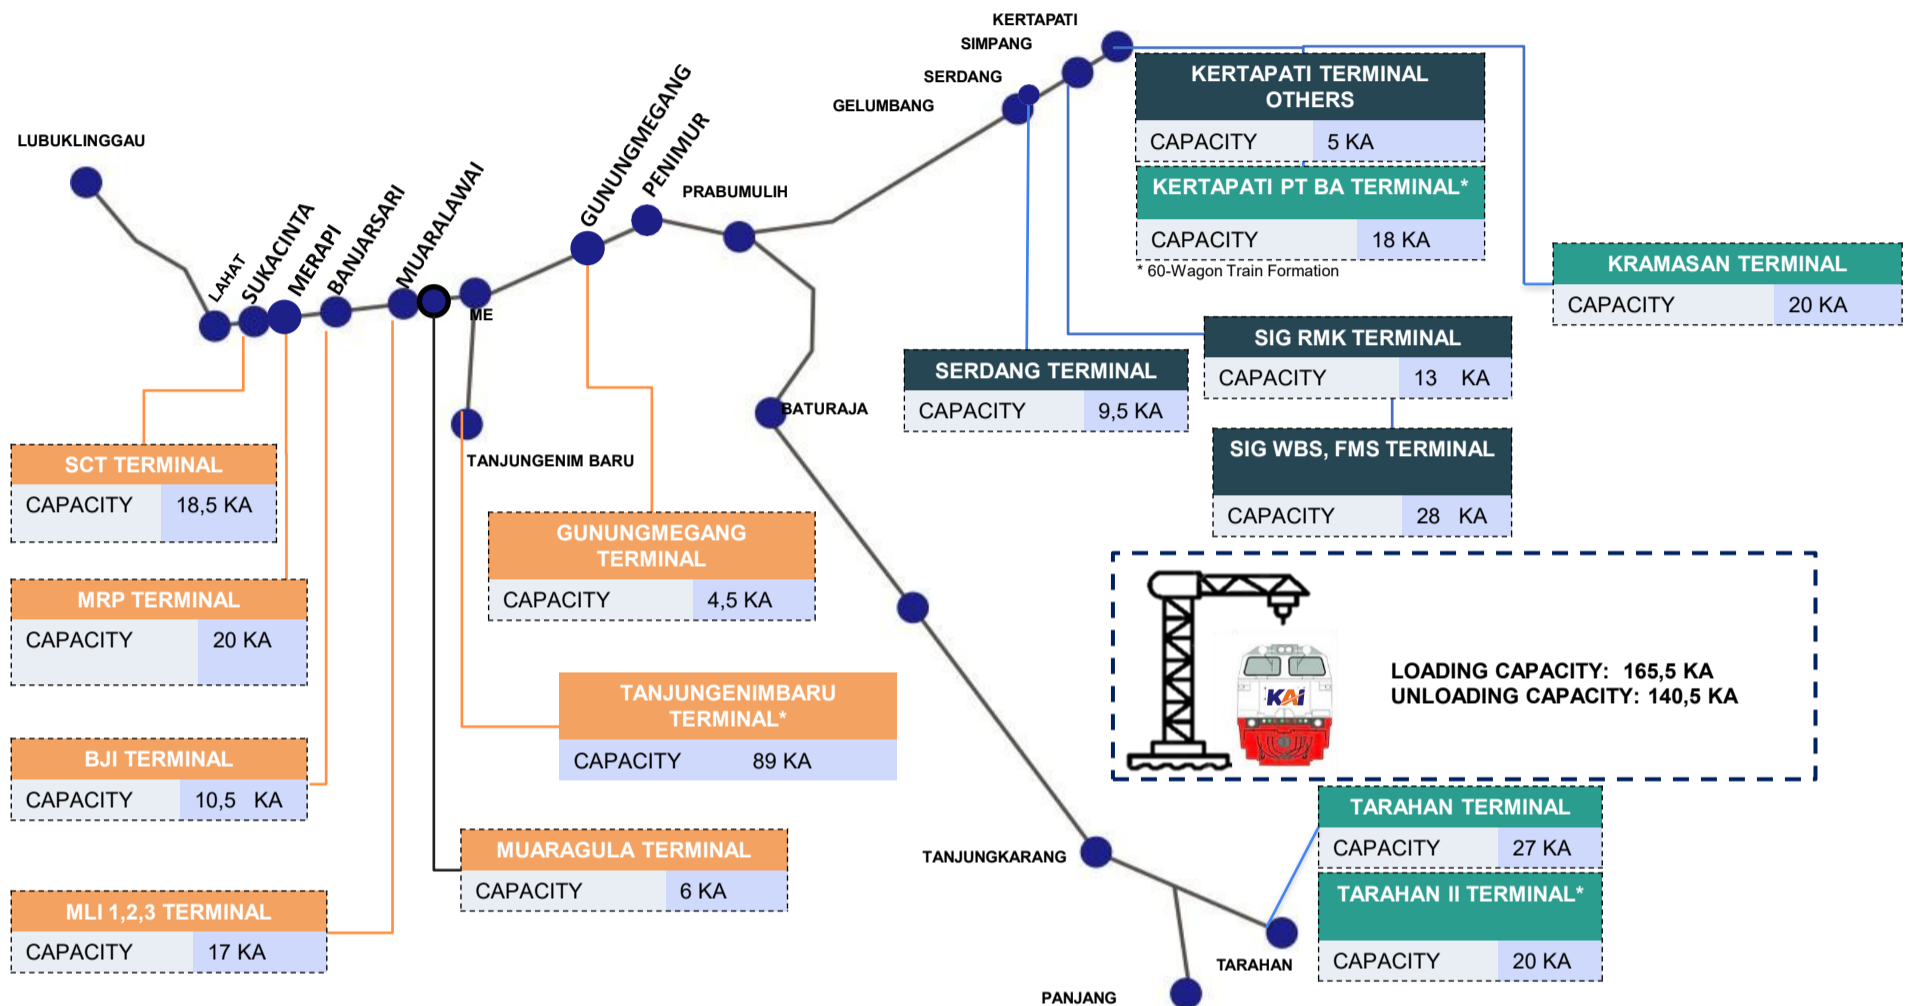 KERTAPATI
SIMPANG
SERDANG
GELUMBANG
LUBUKLINGGAU
LAHAT
SUKACINTA
MERAPI
BANJARSARI
MUARALAWAI
ME
GUNUNGMEGANG
PENIMUR
PRABUMULIH
BATURAJA
TANJUNGENIM BARU
KERTAPATI TERMINAL
OTHERS
CAPACITY 5 KA
KERTAPATI PT BA TERMINAL*
CAPACITY 18 KA
* 60-Wagon Train Formation
KRAMASAN TERMINAL
CAPACITY 20 KA
SIG RMK TERMINAL
CAPACITY 13 KA
SERDANG TERMINAL
CAPACITY 9,5 KA
SIG WBS, FMS TERMINAL
CAPACITY 28 KA
SCT TERMINAL
CAPACITY 18,5 KA
MRP TERMINAL
CAPACITY 20 KA
BJI TERMINAL
CAPACITY 10,5 KA
MLI 1,2,3 TERMINAL
CAPACITY 17 KA
GUNUNGMEGANG
TERMINAL
CAPACITY 4,5 KA
TANJUNGENIMBARU
TERMINAL*
CAPACITY 89 KA
MUARAGULA TERMINAL
CAPACITY 6 KA
KAI
LOADING CAPACITY: 165,5 KA
UNLOADING CAPACITY: 140,5 KA
TARAHAN TERMINAL
CAPACITY 27 KA
TARAHAN II TERMINAL*
CAPACITY 20 KA
TANJUNGKARANG
TARAHAN
PANJANG